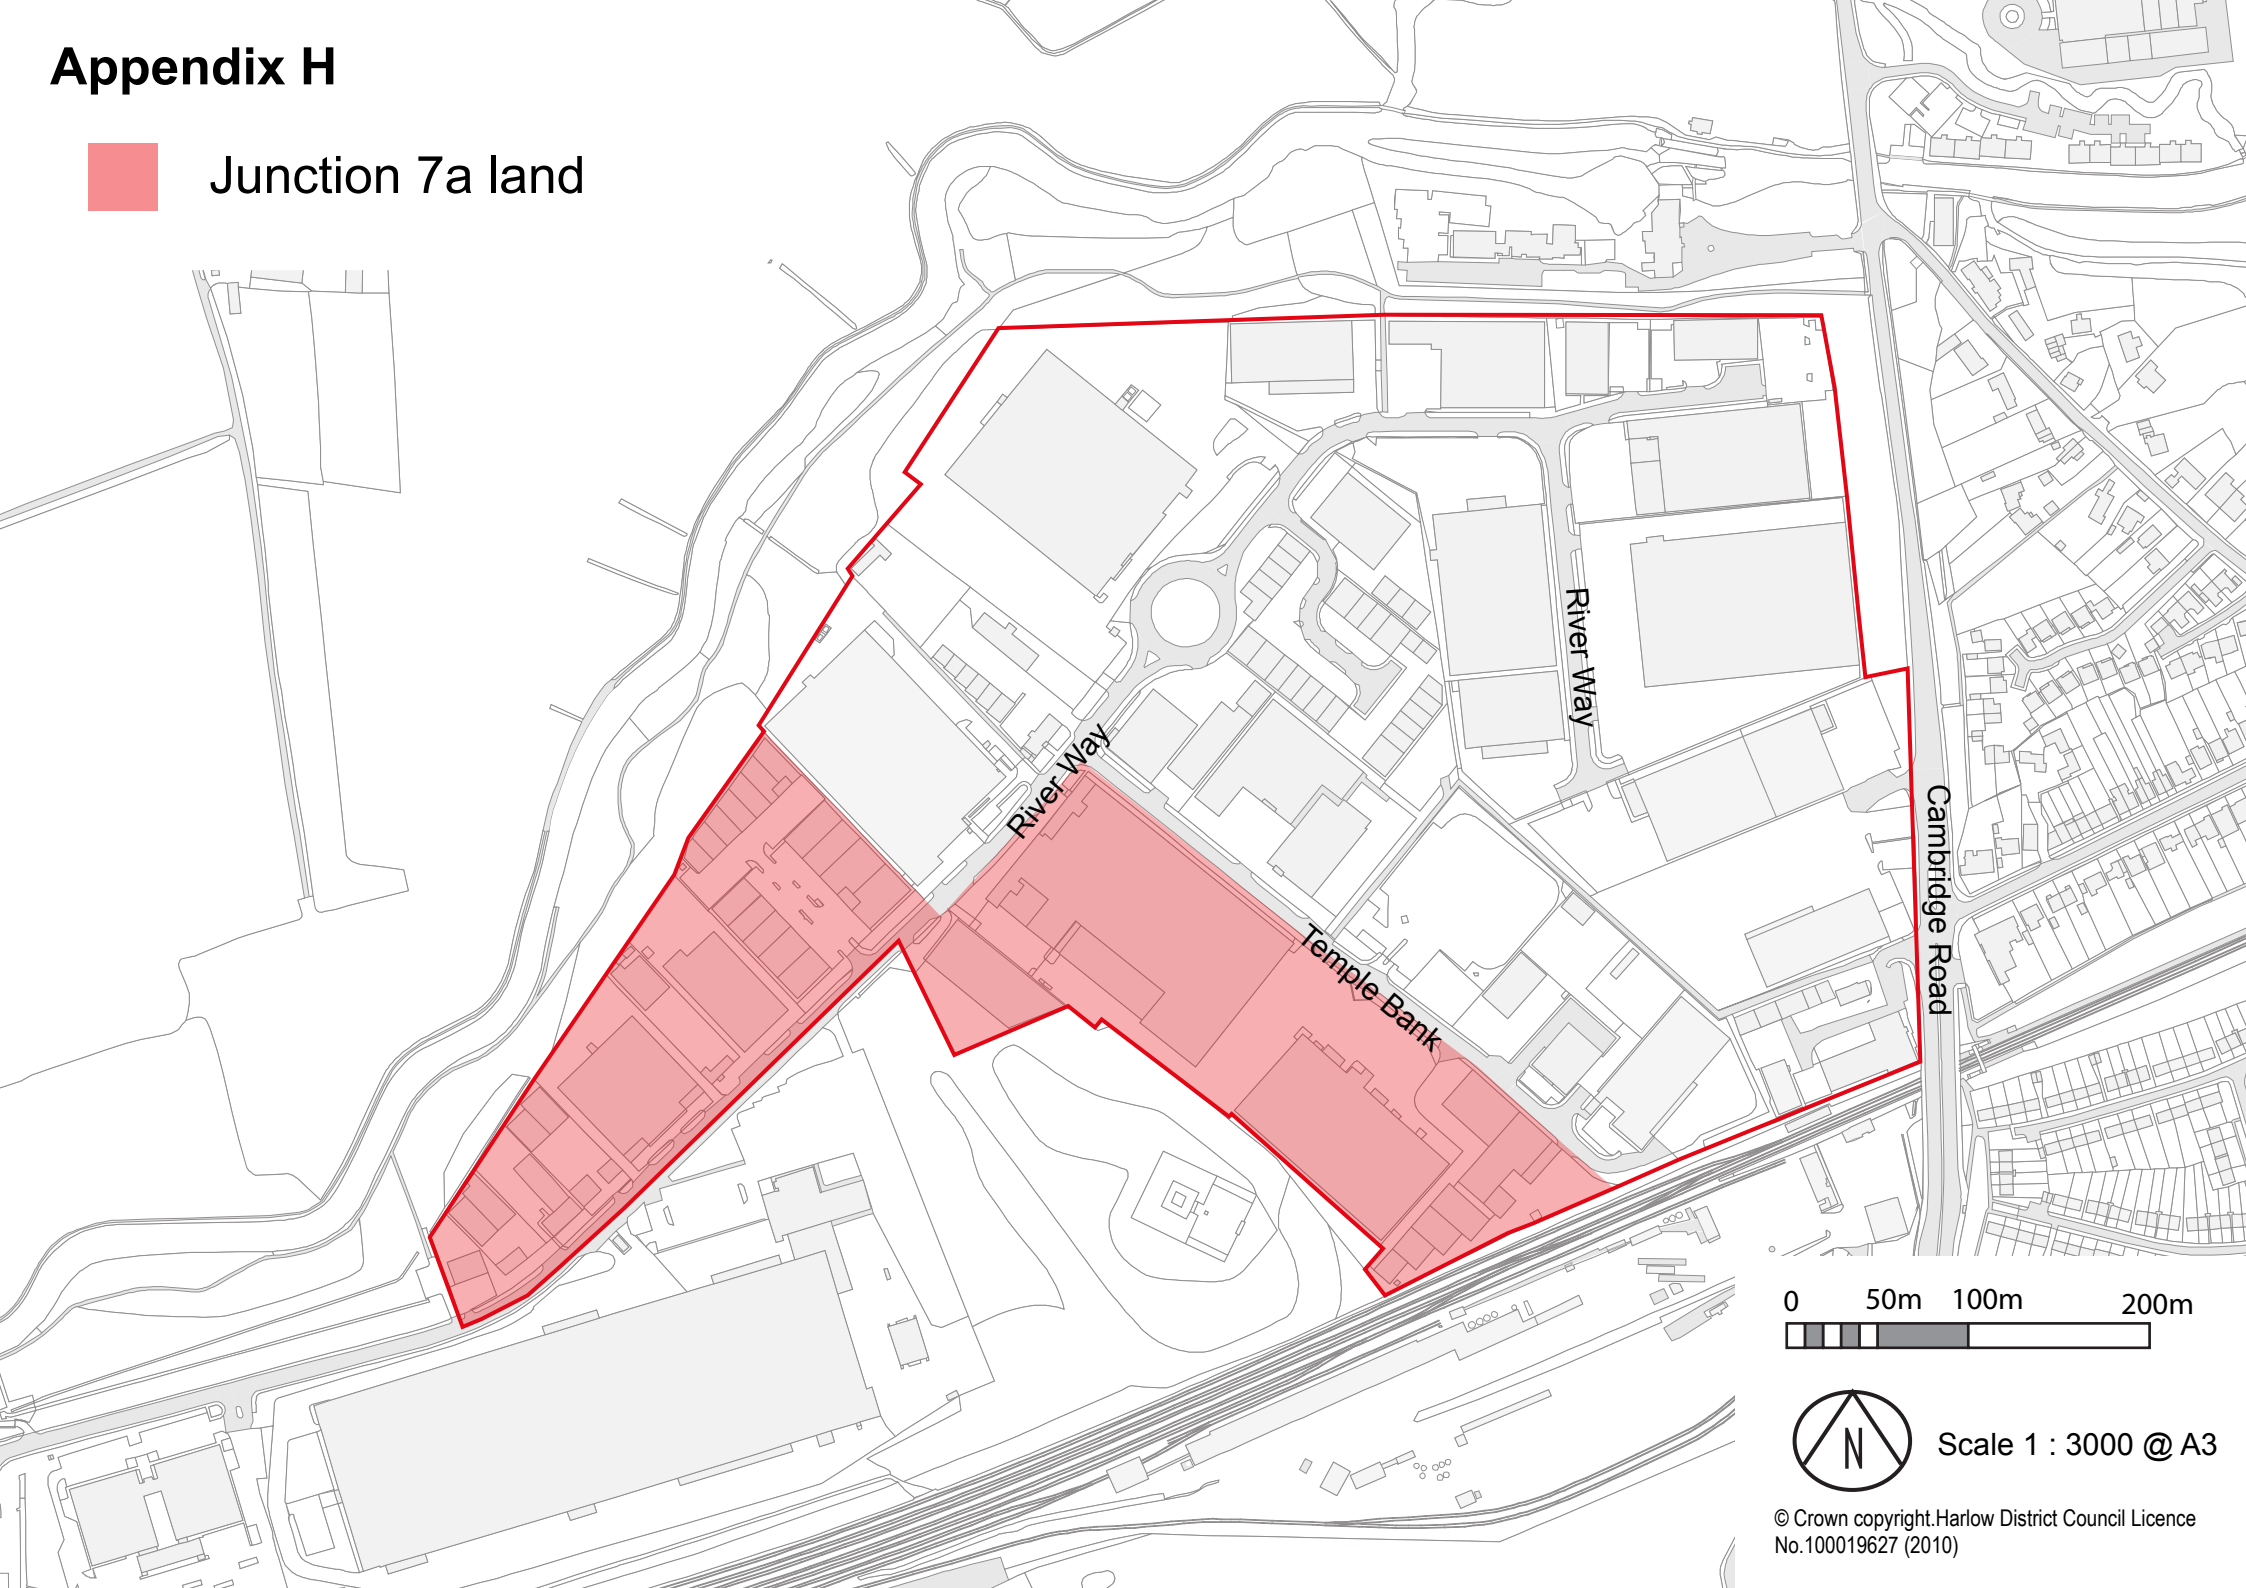 Appendix H
Junction 7a land
River Way
River Way
Temple Bank
Cambridge Road
0 50m 100m 200m
N
Scale 1 : 3000 @ A3
© Crown copyright.Harlow District Council Licence
No.100019627 (2010)